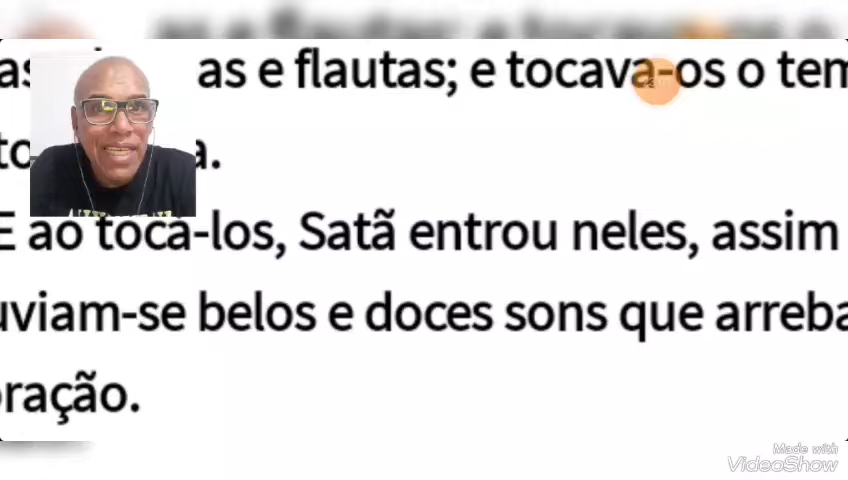 as e flautas; e tocava-os o tem
a.
E ao tocá-los, Satã entrou neles, assim
uviam-se belos e doces sons que arreba
oração.
Made with
VideoShow